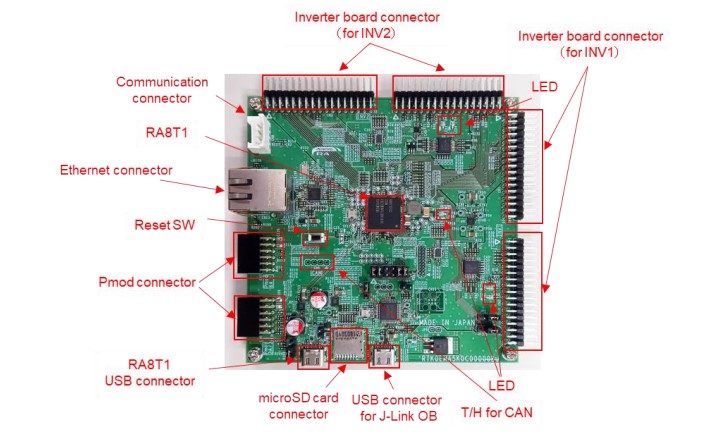 Inverter board connector
（for INV2）
Inverter board connector
（for INV1）
Communication
connector
LED
RA8T1
Ethernet connector
Reset SW
Pmod connector
MADE IN JAPAN
RA8T1
USB connector
microSD card
connector
USB connector
for J-Link OB
LED
T/H for CAN